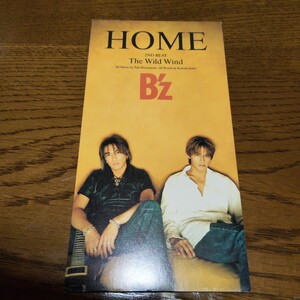 HOME
2ND BEAT
The Wild Wind
B'z